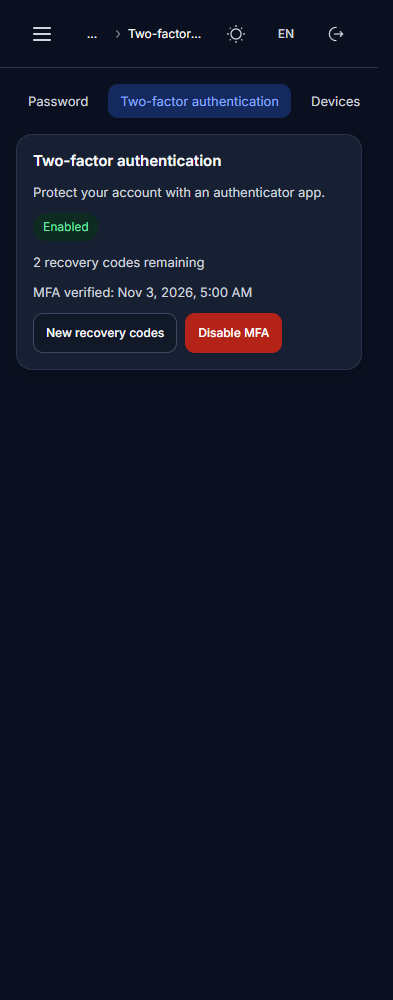 ... > Two-factor... EN
Password Two-factor authentication Devices
Two-factor authentication
Protect your account with an authenticator app.
Enabled
2 recovery codes remaining
MFA verified: Nov 3, 2026, 5:00 AM
New recovery codes Disable MFA